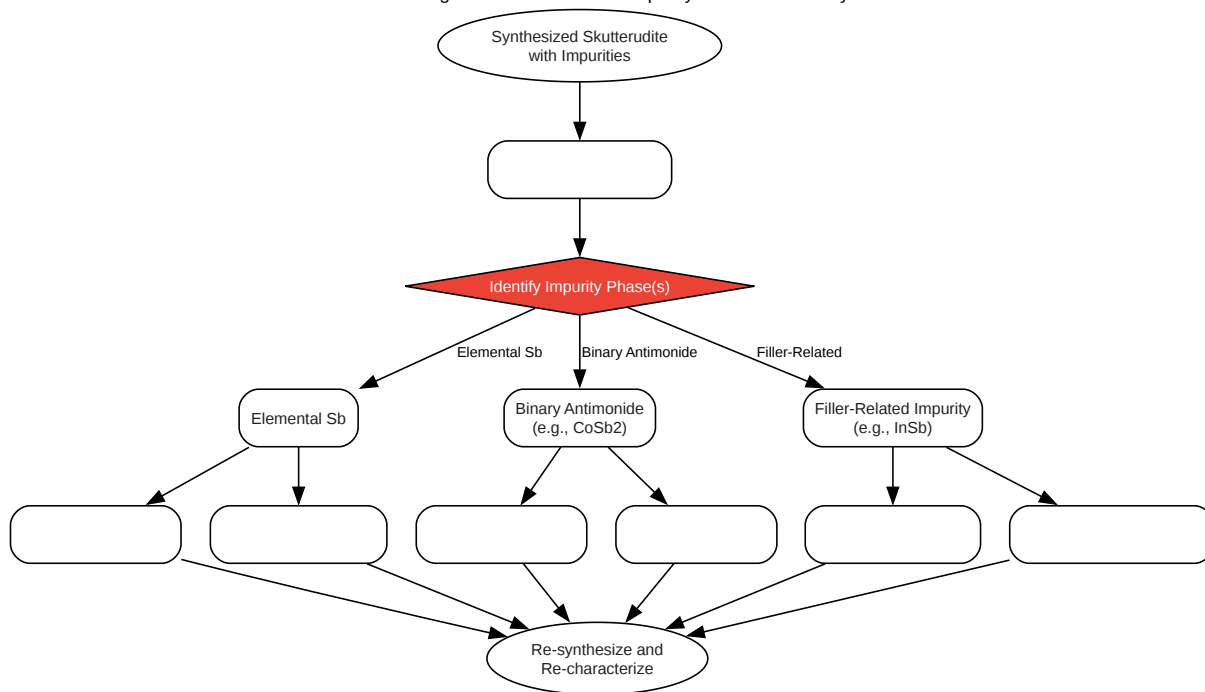 Synthesized Skutterudite
with Impurities
Identify Impurity Phase(s)
Elemental Sb
Binary Antimonide
Filler-Related
Elemental Sb
Binary Antimonide
(e.g., CoSb2)
Filler-Related Impurity
(e.g., InSb)
Re-synthesize and
Re-characterize